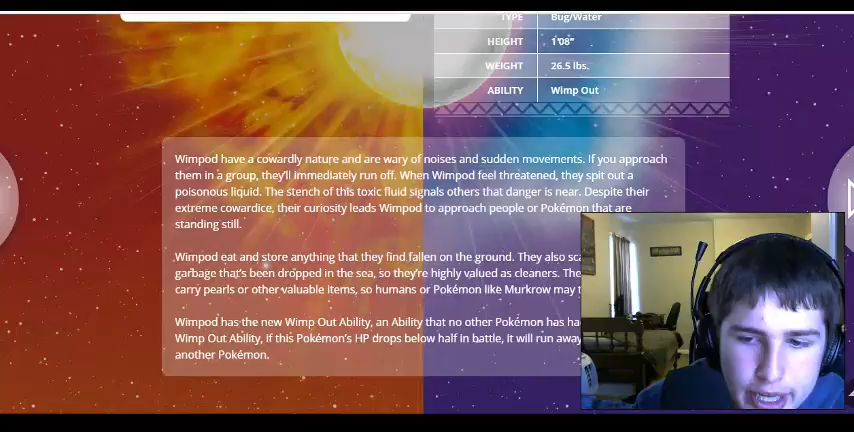 TYPE Bug/Water
HEIGHT 1'08"
WEIGHT 26.5 lbs.
ABILITY Wimp Out
Wimpod have a cowardly nature and are wary of noises and sudden movements. If you approach
them in a group, they'll immediately run off. When Wimpod feel threatened, they spit out a
poisonous liquid. The stench of this toxic fluid signals others that danger is near. Despite their
extreme cowardice, their curiosity leads Wimpod to approach people or Pokémon that are
standing still.
Wimpod eat and store anything that they find fallen on the ground. They also
garbage that's been dropped in the sea, so they're highly valued as cleaners.
carry pearls or other valuable items, so humans or Pokémon like Murkrow may
Wimpod has the new Wimp Out Ability, an Ability that no other Pokémon has
Wimp Out Ability, if this Pokémon's HP drops below half in battle, it will run away
another Pokémon.